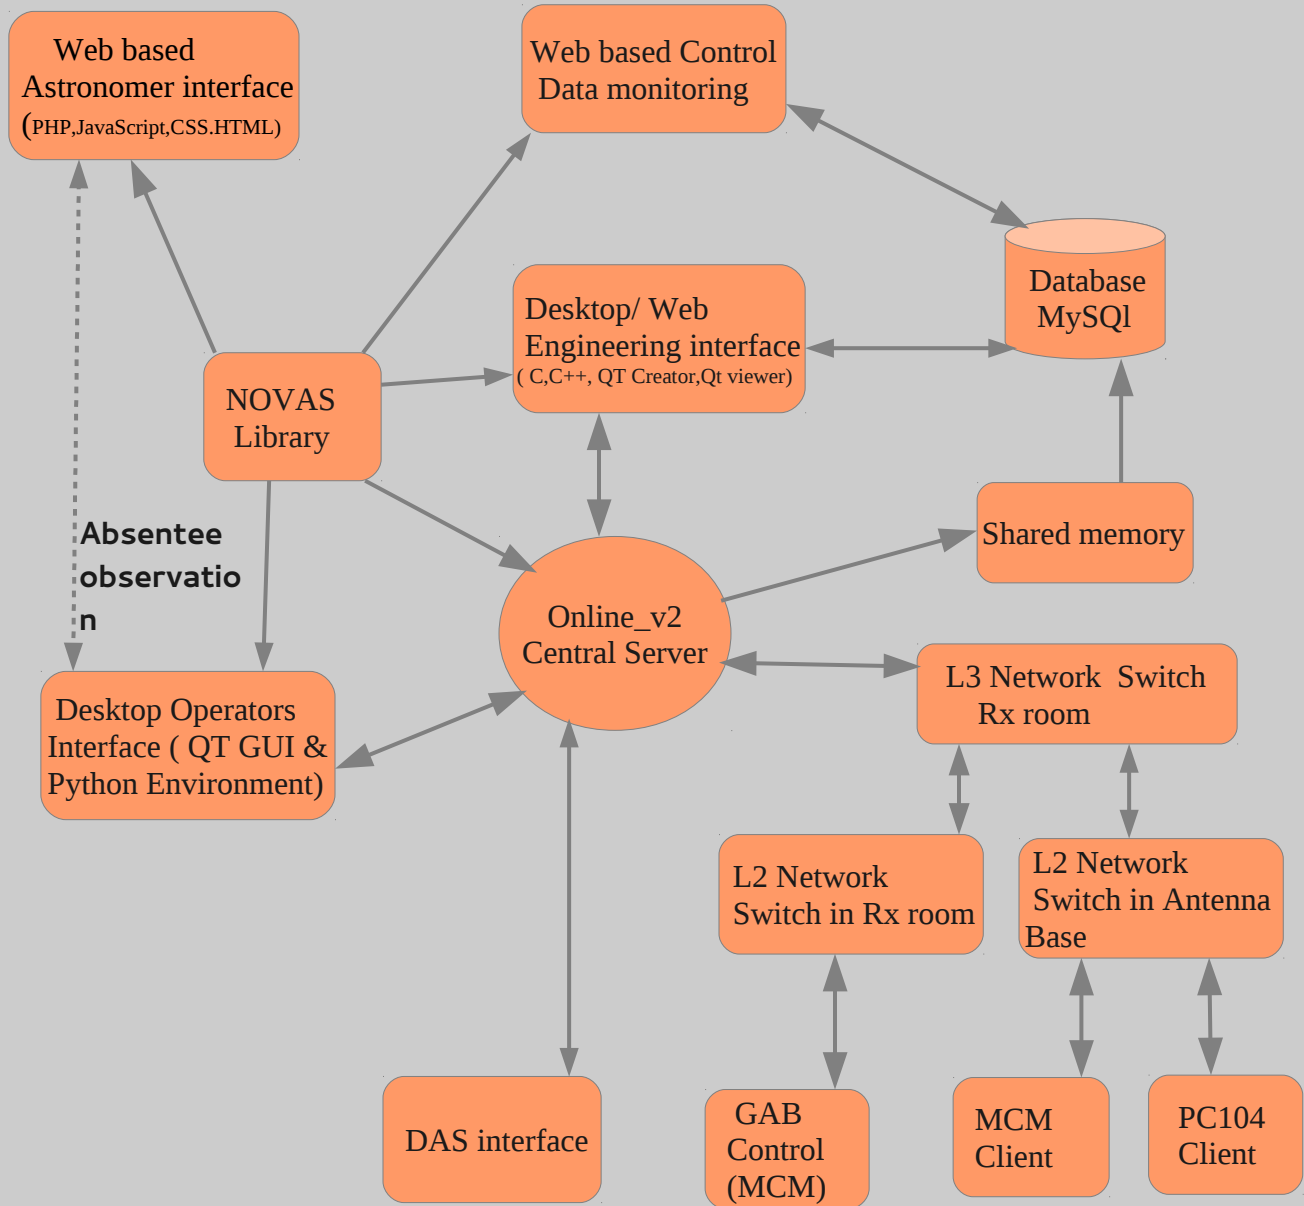 Web based
Astronomer interface
(PHP,JavaScript,CSS.HTML)
Web based Control
Data monitoring
Database
MySQl
Desktop/ Web
Engineering interface
( C,C++, QT Creator,Qt viewer)
NOVAS
Library
Absentee
observatio
n
Shared memory
Online_v2
Central Server
L3 Network  Switch
Rx room
Desktop Operators
Interface ( QT GUI &
Python Environment)
L2 Network
Switch in Rx room
L2 Network
Switch in Antenna
Base
DAS interface
GAB
Control
(MCM)
MCM
Client
PC104
Client